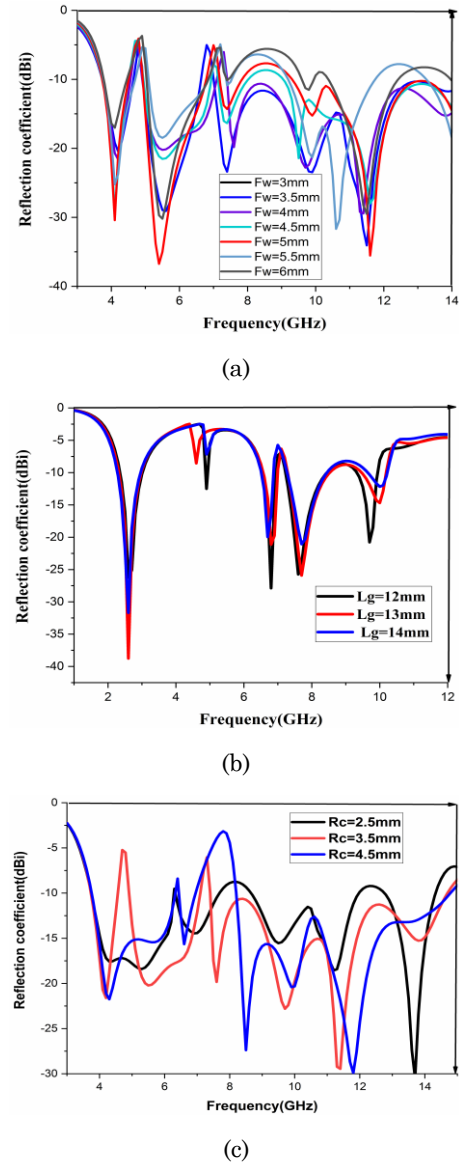 0
-10
-20
-30
-40
Reflection coefficient(dBi)
Fw=3mm
Fw=3.5mm
Fw=4mm
Fw=4.5mm
Fw=5mm
Fw=5.5mm
Fw=6mm
4 6 8 10 12 14
Frequency(GHz)
(a)
0
-5
-10
-15
-20
-25
-30
-35
-40
Reflection coefficient(dBi)
Lg=12mm
Lg=13mm
Lg=14mm
2 4 6 8 10 12
Frequency(GHz)
(b)
0
-5
-10
-15
-20
-25
-30
Reflection coefficient(dBi)
Rc=2.5mm
Rc=3.5mm
Rc=4.5mm
4 6 8 10 12 14
Frequency(GHz)
(c)